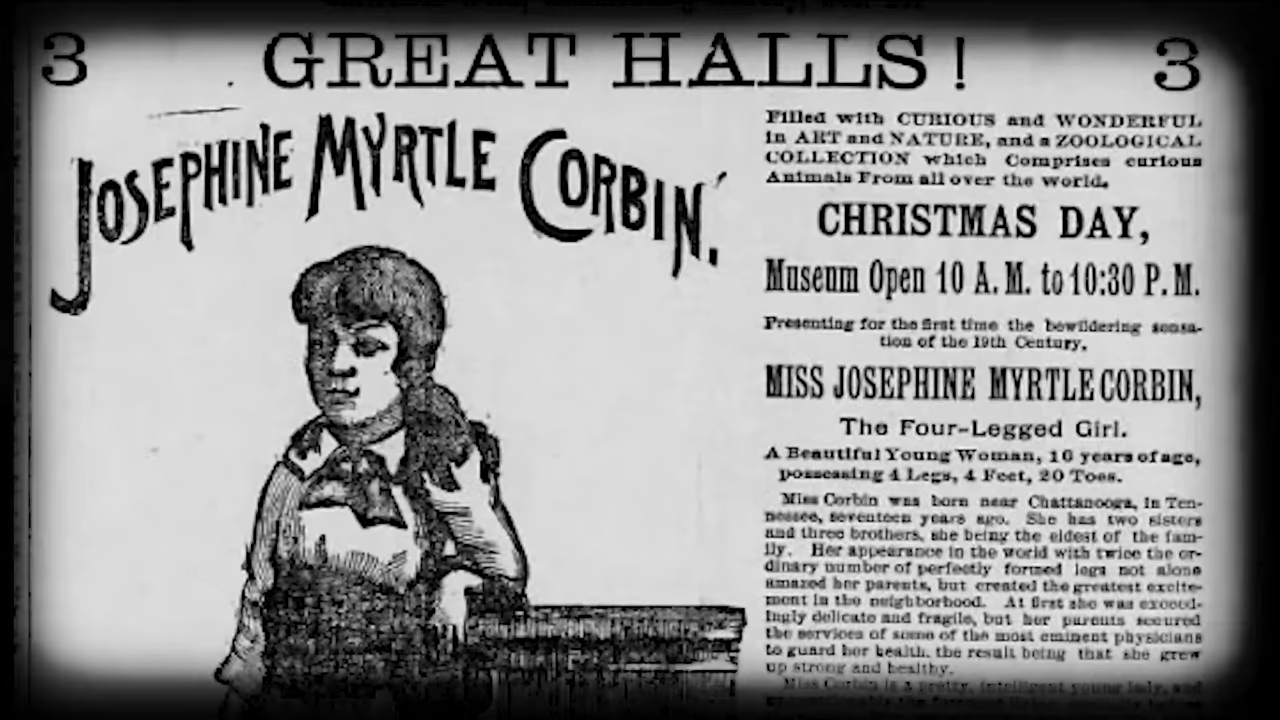 3 GREAT HALLS! 3
JOSEPHINE MYRTLE CORBIN.
Filled with CURIOUS and WONDERFUL
in ART and NATURE, and a ZOOLOGICAL
COLLECTION which Comprises curious
Animals From all over the world.
CHRISTMAS DAY,
Museum Open 10 A. M. to 10:30 P. M.
Presenting for the first time the bewildering sensa-
tion of the 19th Century,
MISS JOSEPHINE MYRTLE CORBIN,
The Four-Legged Girl.
A Beautiful Young Woman, 16 years of age,
possessing 4 Legs, 4 Feet, 20 Toes.
Miss Corbin was born near Chattanooga, in Ten-
nessee, seventeen years ago. She has two sisters
and three brothers, she being the eldest of the fam-
ily. Her appearance in the world with twice the or-
dinary number of perfectly formed legs not alone
amazed her parents, but created the greatest excite-
ment in the neighborhood. At first she was exceed-
ingly delicate and fragile, but her parents secured
the services of some of the most eminent physicians
to guard her health, the result being that she grew
up strong and healthy.
Miss Corbin is a pretty, intelligent young lady, and